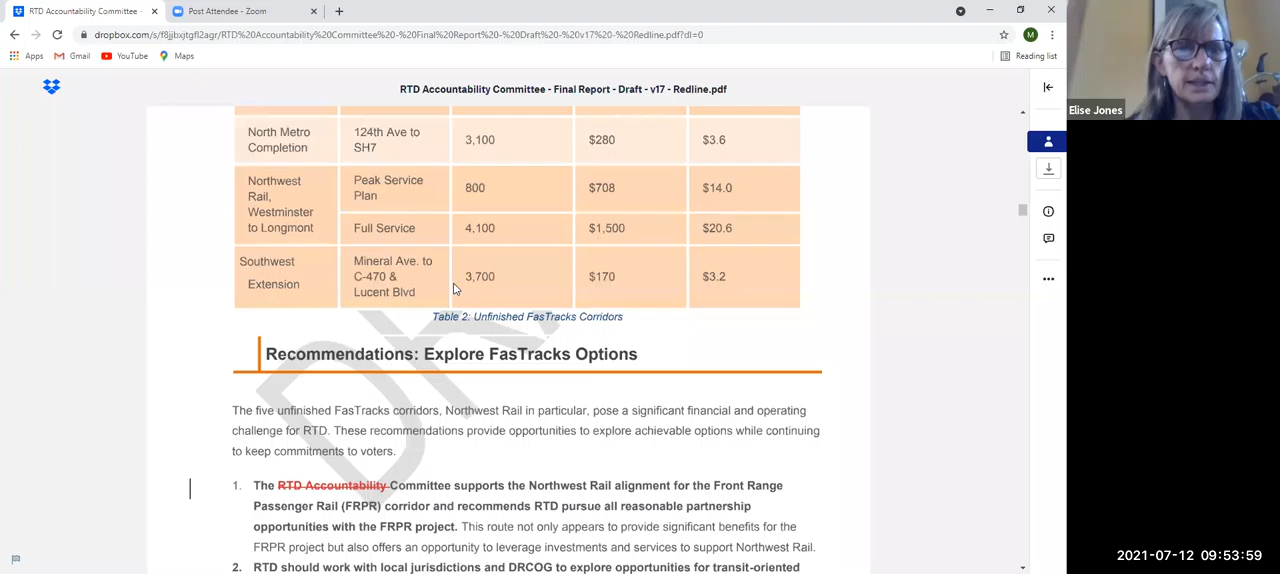 RTD Accountability Committee -
Post Attendee - Zoom
dropbox.com/s/f8jjbxjtgfl2agr/RTD%20Accountability%20Committee%20-%20Final%20Report%20-%20Draft%20-%20v17%20-%20Redline.pdf?dl=0
M
Apps
Gmail
YouTube
Maps
Reading list
RTD Accountability Committee - Final Report - Draft - v17 - Redline.pdf
Elise Jones
North Metro Completion 124th Ave to SH7 3,100 $280 $3.6
Northwest Rail, Westminster to Longmont Peak Service Plan 800 $708 $14.0
Full Service 4,100 $1,500 $20.6
Southwest Extension Mineral Ave. to C-470 & Lucent Blvd 3,700 $170 $3.2
Table 2: Unfinished FasTracks Corridors
Recommendations: Explore FasTracks Options
The five unfinished FasTracks corridors, Northwest Rail in particular, pose a significant financial and operating
challenge for RTD. These recommendations provide opportunities to explore achievable options while continuing
to keep commitments to voters.
1. The RTD Accountability Committee supports the Northwest Rail alignment for the Front Range
Passenger Rail (FRPR) corridor and recommends RTD pursue all reasonable partnership
opportunities with the FRPR project. This route not only appears to provide significant benefits for the
FRPR project but also offers an opportunity to leverage investments and services to support Northwest Rail.
2. RTD should work with local jurisdictions and DRCOG to explore opportunities for transit-oriented
2021-07-12 09:53:59